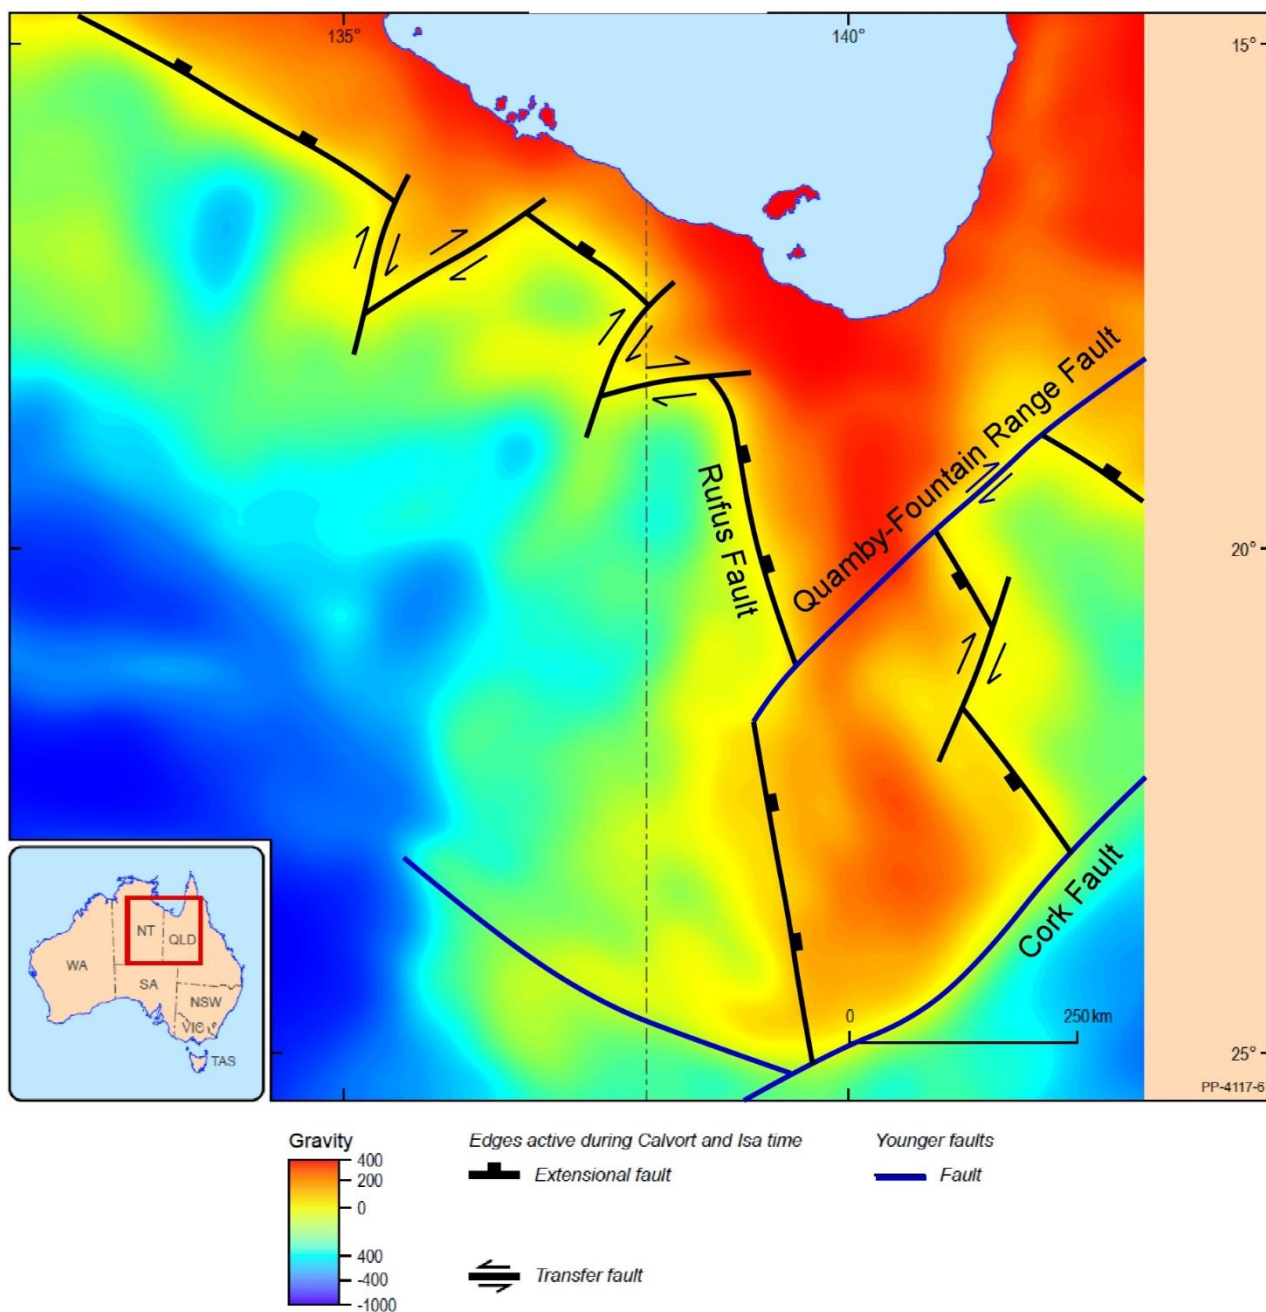 135°
140°
15°
Quamby-Fountain Range Fault
Rufus Fault
20°
Cork Fault
0
250 km
25°
PP-4117-6
NT
QLD
WA
SA
NSW
VIC
TAS
Gravity
400
200
0
400
-400
-1000
Edges active during Calvort and Isa time
Extensional fault
Transfer fault
Younger faults
Fault